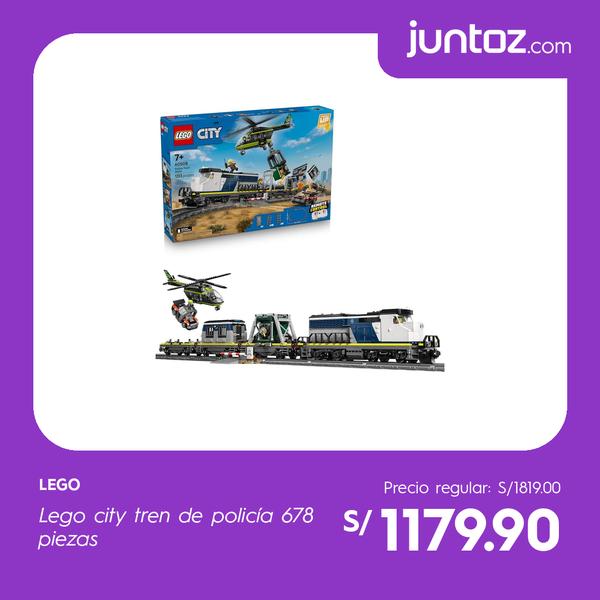 juntoz.com
LEGO CITY
7+
LEGO
Precio regular: S/1819.00
Lego city tren de policía 678
piezas
S/1179.90